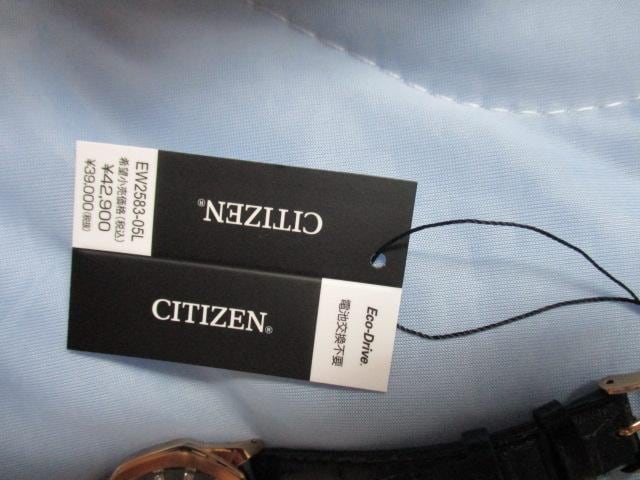 EW2583-05L
希望小売価格(税込)
¥42,900
¥39,000(税抜)
CITIZEN®
CITIZEN®
Eco-Drive.
電池交換不要